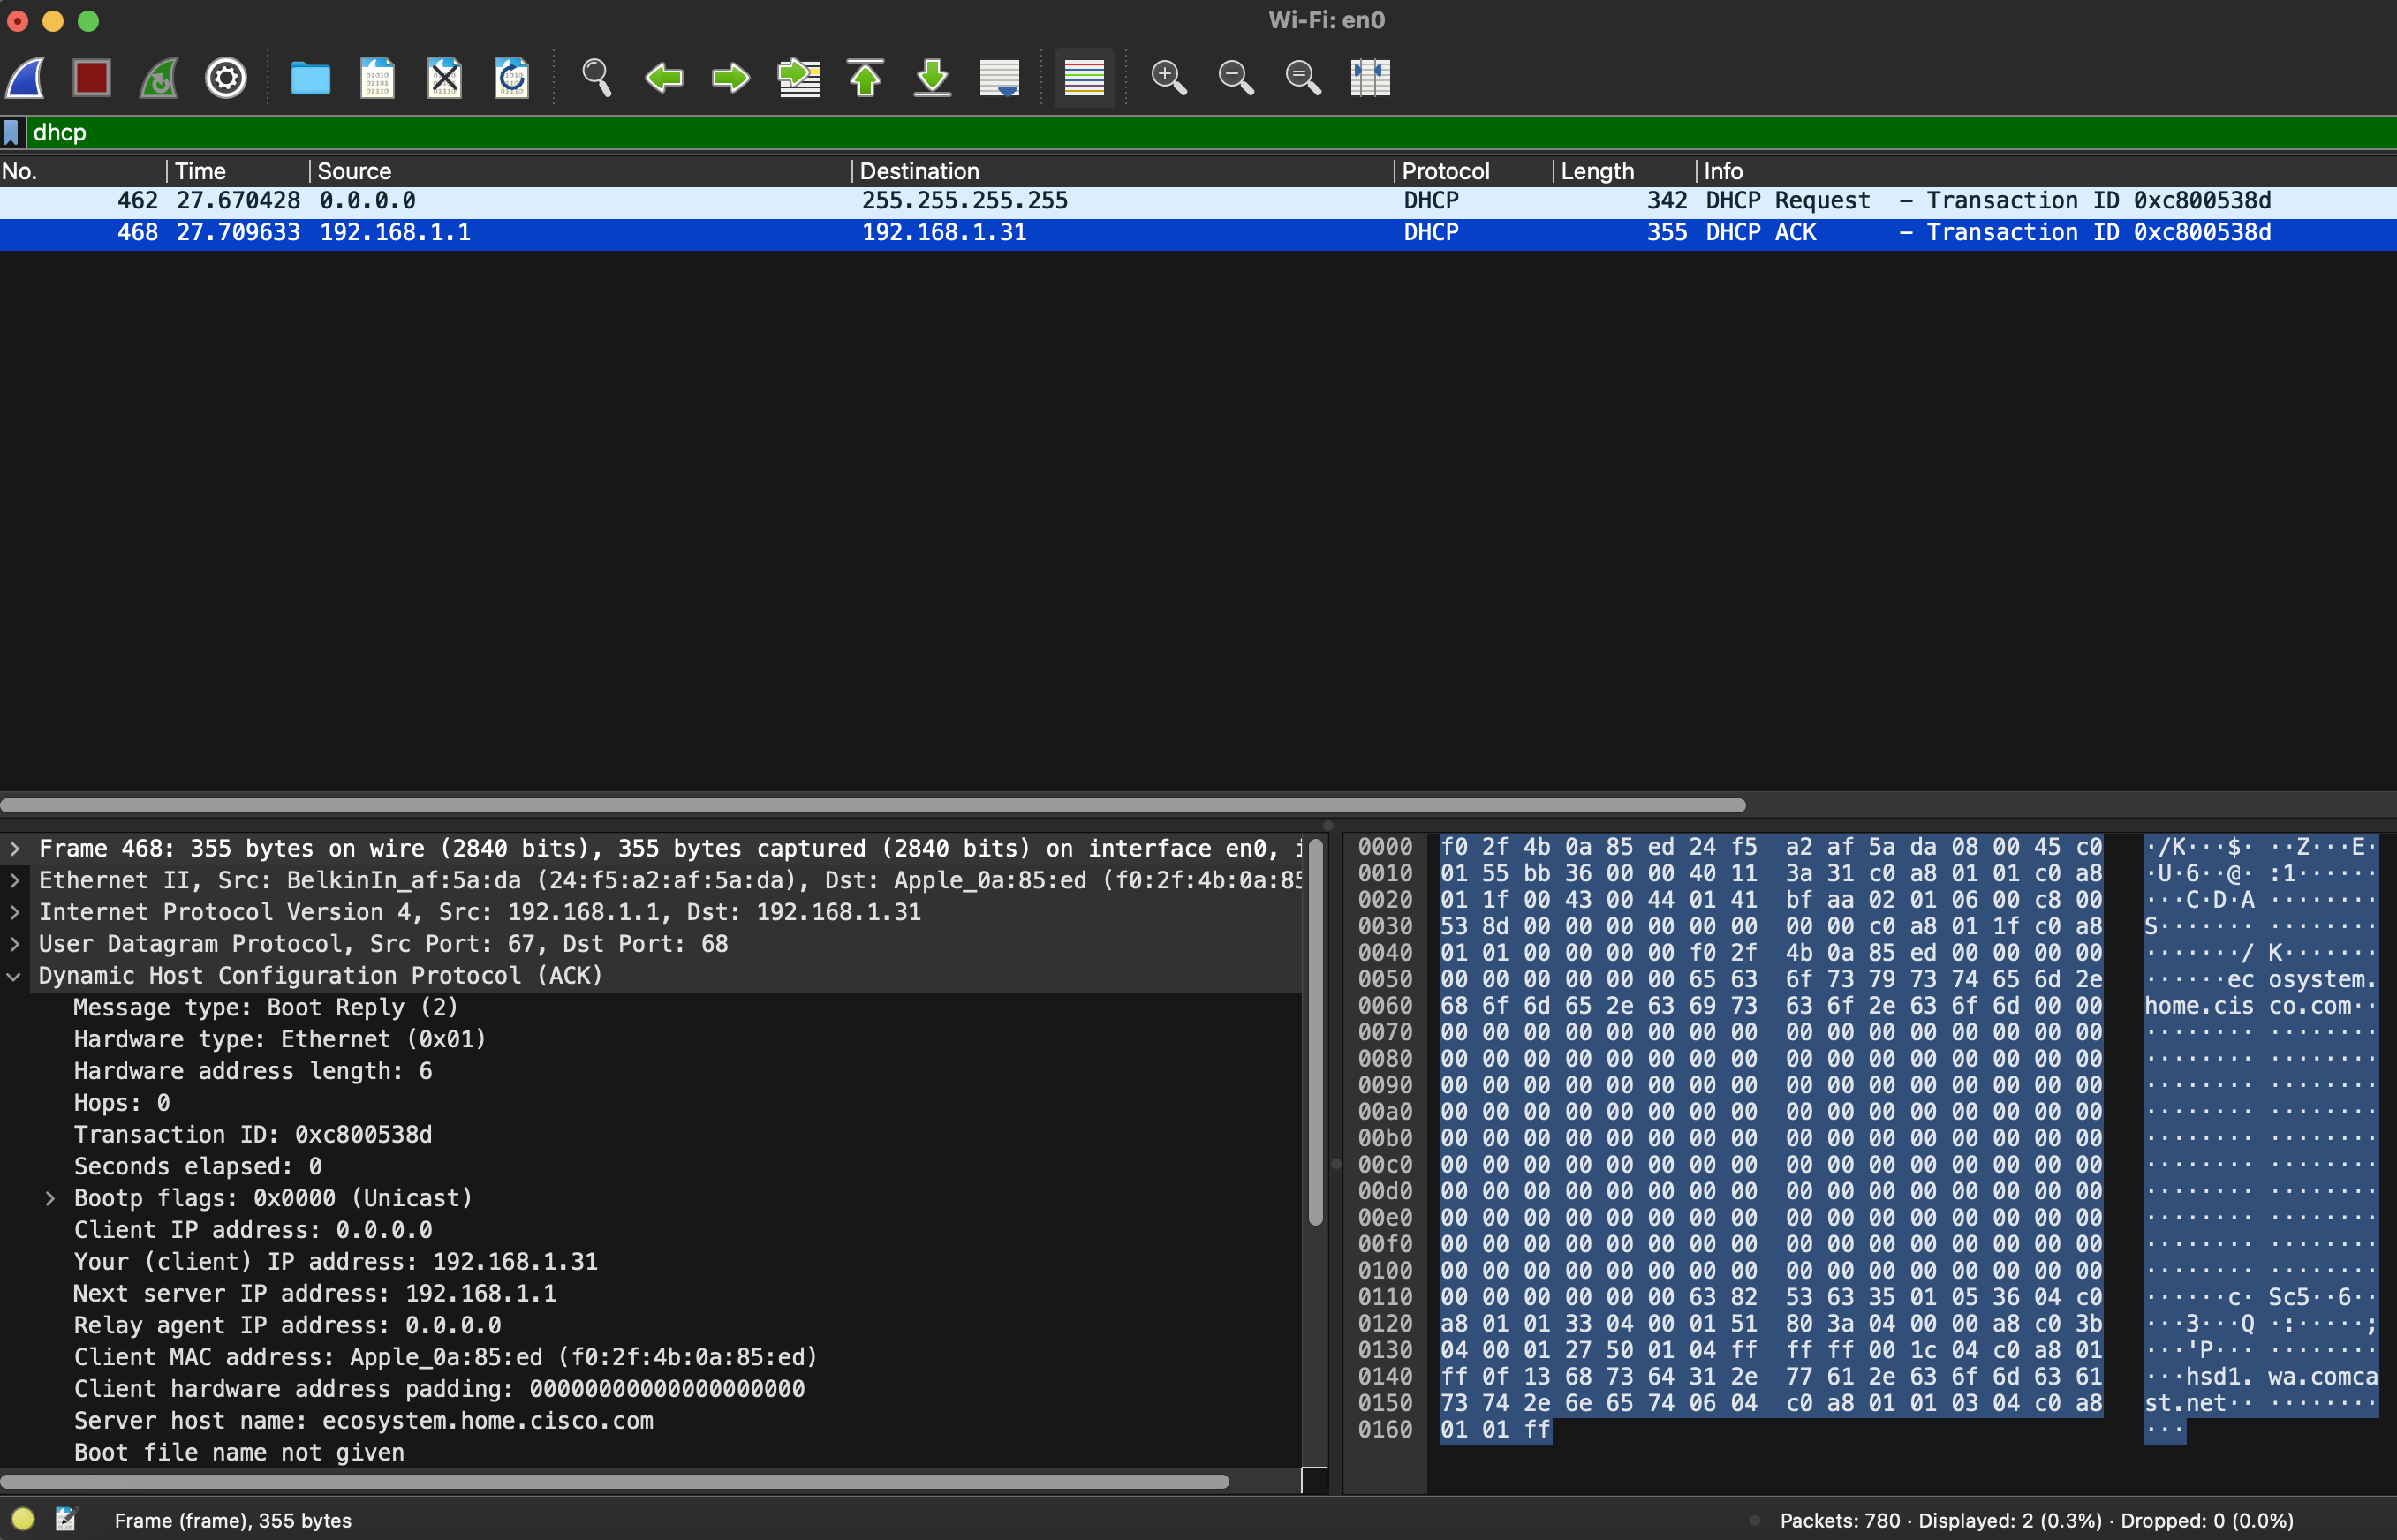 Wi-Fi: en0
dhcp
No. Time Source Destination Protocol Length Info
462 27.670428 0.0.0.0 255.255.255.255 DHCP 342 DHCP Request – Transaction ID 0xc800538d
468 27.709633 192.168.1.1 192.168.1.31 DHCP 355 DHCP ACK – Transaction ID 0xc800538d
Frame 468: 355 bytes on wire (2840 bits), 355 bytes captured (2840 bits) on interface en0, i
Ethernet II, Src: BelkinIn_af:5a:da (24:f5:a2:af:5a:da), Dst: Apple_0a:85:ed (f0:2f:4b:0a:85
Internet Protocol Version 4, Src: 192.168.1.1, Dst: 192.168.1.31
User Datagram Protocol, Src Port: 67, Dst Port: 68
Dynamic Host Configuration Protocol (ACK)
Message type: Boot Reply (2)
Hardware type: Ethernet (0x01)
Hardware address length: 6
Hops: 0
Transaction ID: 0xc800538d
Seconds elapsed: 0
Bootp flags: 0x0000 (Unicast)
Client IP address: 0.0.0.0
Your (client) IP address: 192.168.1.31
Next server IP address: 192.168.1.1
Relay agent IP address: 0.0.0.0
Client MAC address: Apple_0a:85:ed (f0:2f:4b:0a:85:ed)
Client hardware address padding: 00000000000000000000
Server host name: ecosystem.home.cisco.com
Boot file name not given
0000 f0 2f 4b 0a 85 ed 24 f5 a2 af 5a da 08 00 45 c0 ·/K···$· ··Z···E·
0010 01 55 bb 36 00 00 40 11 3a 31 c0 a8 01 01 c0 a8 ·U·6··@· :1······
0020 01 1f 00 43 00 44 01 41 bf aa 02 01 06 00 c8 00 ···C·D·A ········
0030 53 8d 00 00 00 00 00 00 00 00 c0 a8 01 1f c0 a8 S······· ········
0040 01 01 00 00 00 00 f0 2f 4b 0a 85 ed 00 00 00 00 ·······/ K·······
0050 00 00 00 00 00 00 65 63 6f 73 79 73 74 65 6d 2e ······ec osystem.
0060 68 6f 6d 65 2e 63 69 73 63 6f 2e 63 6f 6d 00 00 home.cis co.com··
0070 00 00 00 00 00 00 00 00 00 00 00 00 00 00 00 00 ········ ········
0080 00 00 00 00 00 00 00 00 00 00 00 00 00 00 00 00 ········ ········
0090 00 00 00 00 00 00 00 00 00 00 00 00 00 00 00 00 ········ ········
00a0 00 00 00 00 00 00 00 00 00 00 00 00 00 00 00 00 ········ ········
00b0 00 00 00 00 00 00 00 00 00 00 00 00 00 00 00 00 ········ ········
00c0 00 00 00 00 00 00 00 00 00 00 00 00 00 00 00 00 ········ ········
00d0 00 00 00 00 00 00 00 00 00 00 00 00 00 00 00 00 ········ ········
00e0 00 00 00 00 00 00 00 00 00 00 00 00 00 00 00 00 ········ ········
00f0 00 00 00 00 00 00 00 00 00 00 00 00 00 00 00 00 ········ ········
0100 00 00 00 00 00 00 00 00 00 00 00 00 00 00 00 00 ········ ········
0110 00 00 00 00 00 00 63 82 53 63 35 01 05 36 04 c0 ······c· Sc5··6··
0120 a8 01 01 33 04 00 01 51 80 3a 04 00 00 a8 c0 3b ···3···Q ·:·····;
0130 04 00 01 27 50 01 04 ff ff ff 00 1c 04 c0 a8 01 ···'P··· ········
0140 ff 0f 13 68 73 64 31 2e 77 61 2e 63 6f 6d 63 61 ···hsd1. wa.comca
0150 73 74 2e 6e 65 74 06 04 c0 a8 01 01 03 04 c0 a8 st.net·· ········
0160 01 01 ff ···
Frame (frame), 355 bytes
Packets: 780 · Displayed: 2 (0.3%) · Dropped: 0 (0.0%)